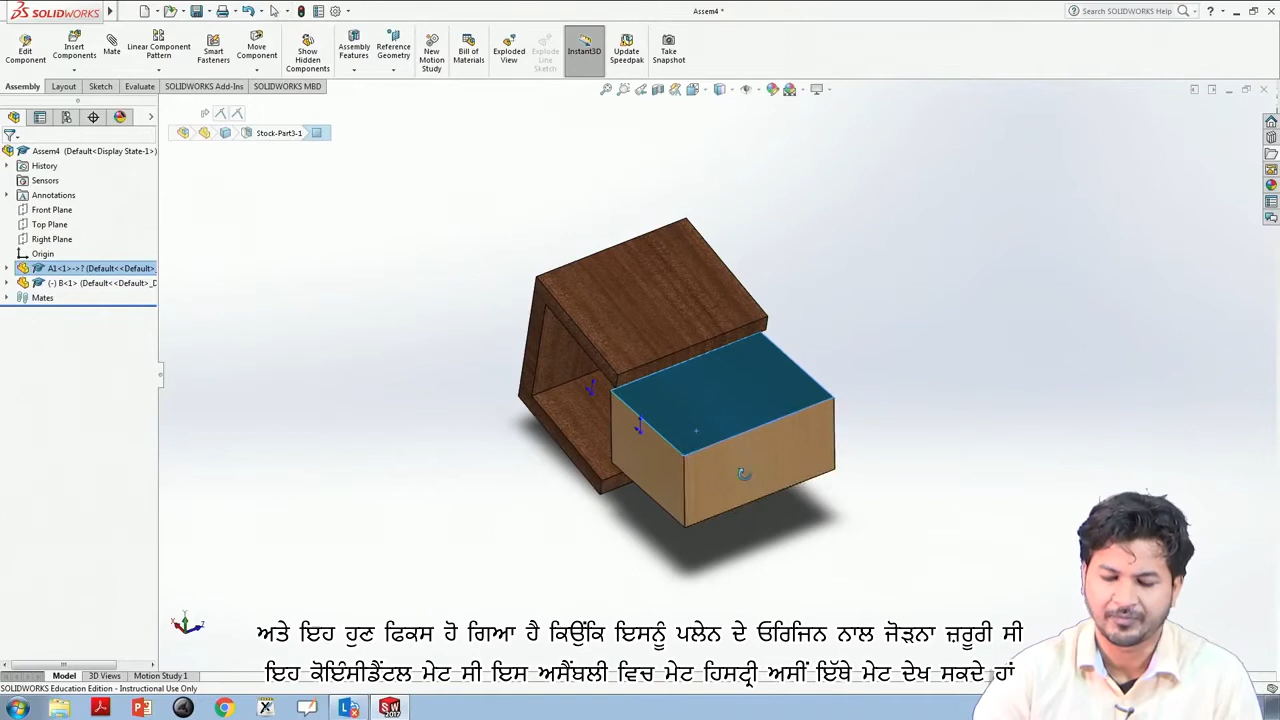 SOLIDWORKS
Assem4 *
Search SOLIDWORKS Help
Edit Component
Insert Components
Mate
Linear Component Pattern
Smart Fasteners
Move Component
Show Hidden Components
Assembly Features
Reference Geometry
New Motion Study
Bill of Materials
Exploded View
Explode Line Sketch
Instant3D
Update Speedpak
Take Snapshot
Assembly Layout Sketch Evaluate SOLIDWORKS Add-Ins SOLIDWORKS MBD
Stock-Part3-1
Assem4 (Default<Display State-1>)
History
Sensors
Annotations
Front Plane
Top Plane
Right Plane
Origin
A1<1>->? (Default<<Default>_
(-) B<1> (Default<<Default>_D
Mates
ਅਤੇ ਇਹ ਹੁਣ ਫਿਕਸ ਹੋ ਗਿਆ ਹੈ ਕਿਉਂਕਿ ਇਸਨੂੰ ਪਲੇਨ ਦੇ ਓਰਿਜਿਨ ਨਾਲ ਜੋੜਨਾ ਜ਼ਰੂਰੀ ਸੀ
ਇਹ ਕੋਇੰਸੀਡੈਂਟਲ ਮੇਟ ਸੀ ਇਸ ਅਸੈਂਬਲੀ ਵਿਚ ਮੇਟ ਹਿਸਟ੍ਰੀ ਅਸੀਂ ਇੱਥੇ ਮੇਟ ਦੇਖ ਸਕਦੇ ਹਾਂ
Model 3D Views Motion Study 1
SOLIDWORKS Education Edition - Instructional Use Only